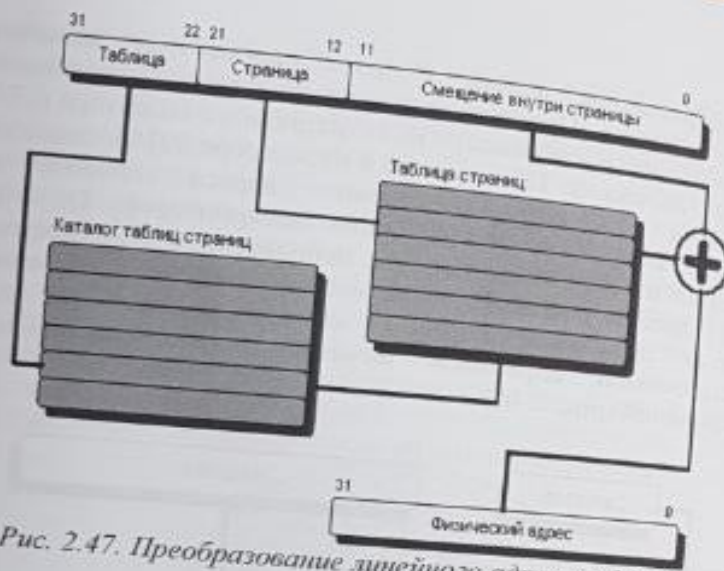 31 22 21 12 11 0
Таблица Страница Смещение внутри страницы
Таблица страниц
Каталог таблиц страниц
31 0
Физический адрес
Рис. 2.47. Преобразование линейного